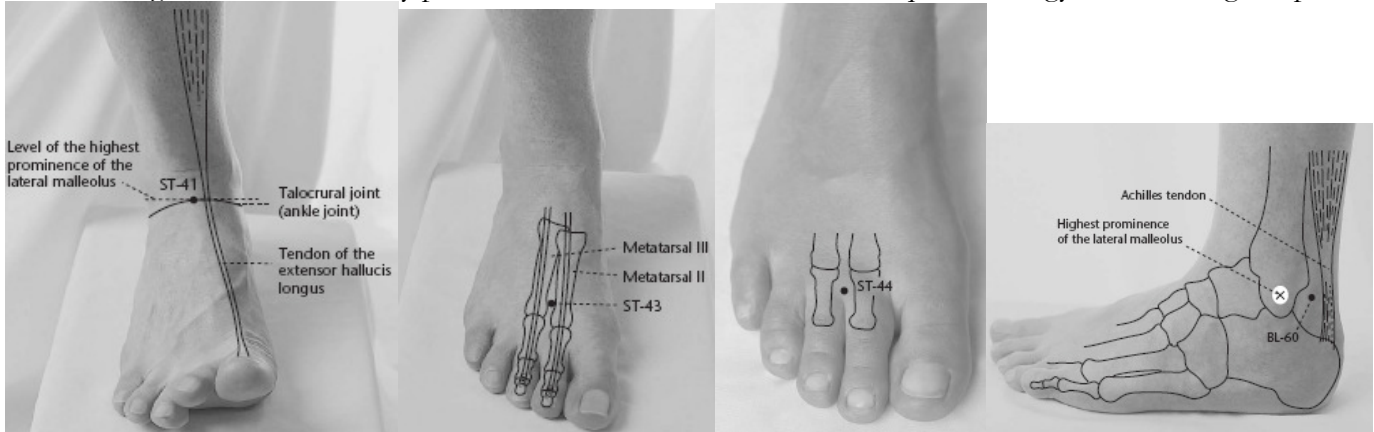 Level of the highest
prominence of the
lateral malleolus
ST-41
Talocrural joint
(ankle joint)
Tendon of the
extensor hallucis
longus
Metatarsal III
Metatarsal II
ST-43
ST-44
Achilles tendon
Highest prominence
of the lateral malleolus
BL-60